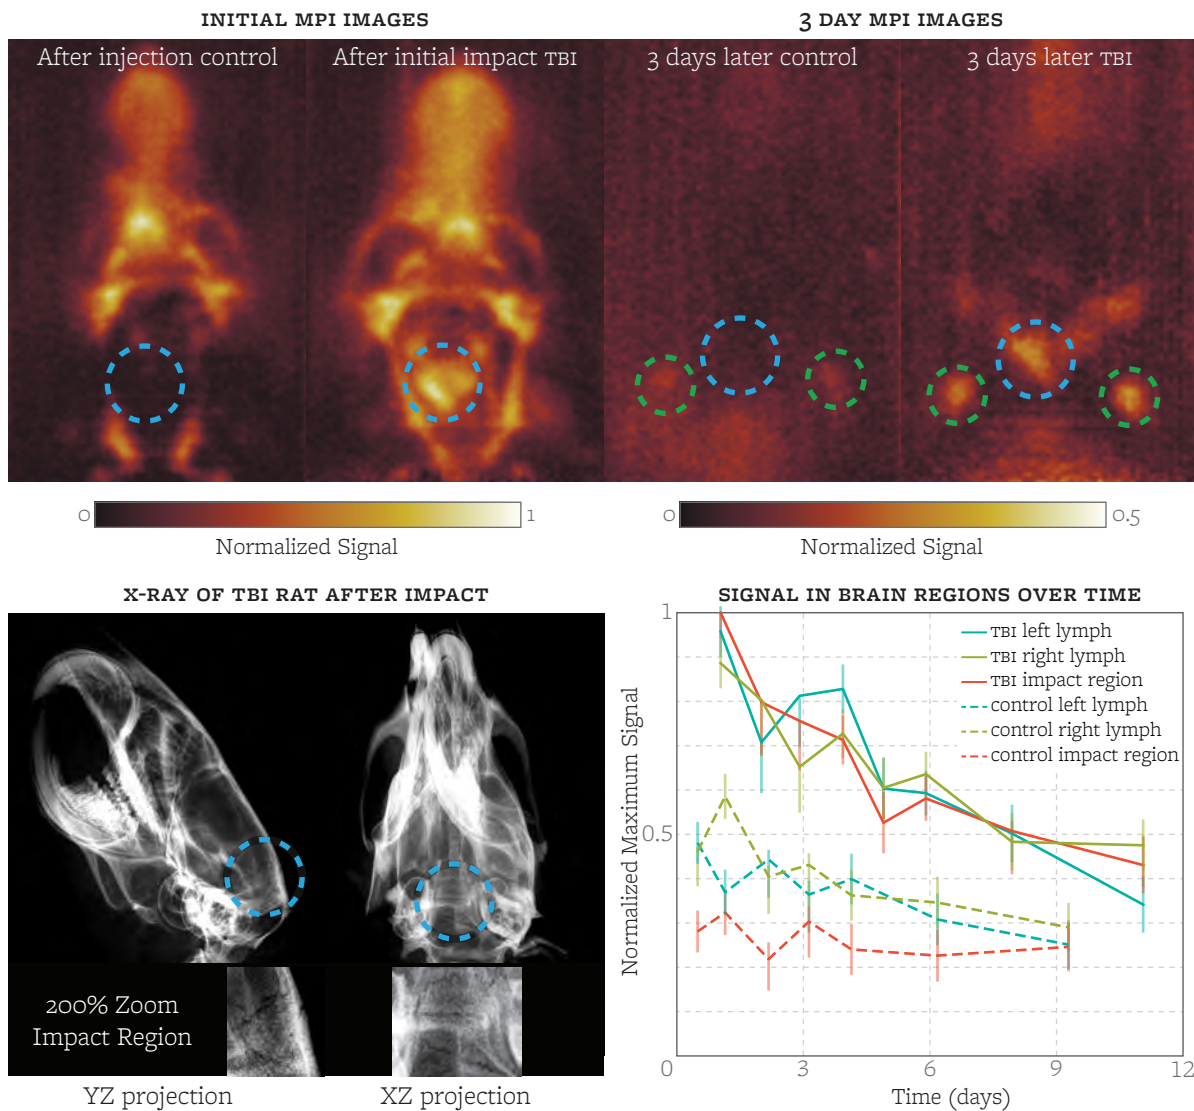 INITIAL MPI IMAGES
3 DAY MPI IMAGES
After injection control
After initial impact TBI
3 days later control
3 days later TBI
0
1
Normalized Signal
0
0.5
Normalized Signal
X-RAY OF TBI RAT AFTER IMPACT
200% Zoom
Impact Region
YZ projection
XZ projection
SIGNAL IN BRAIN REGIONS OVER TIME
1
0.5
Normalized Maximum Signal
TBI left lymph
TBI right lymph
TBI impact region
control left lymph
control right lymph
control impact region
0
3
6
9
12
Time (days)